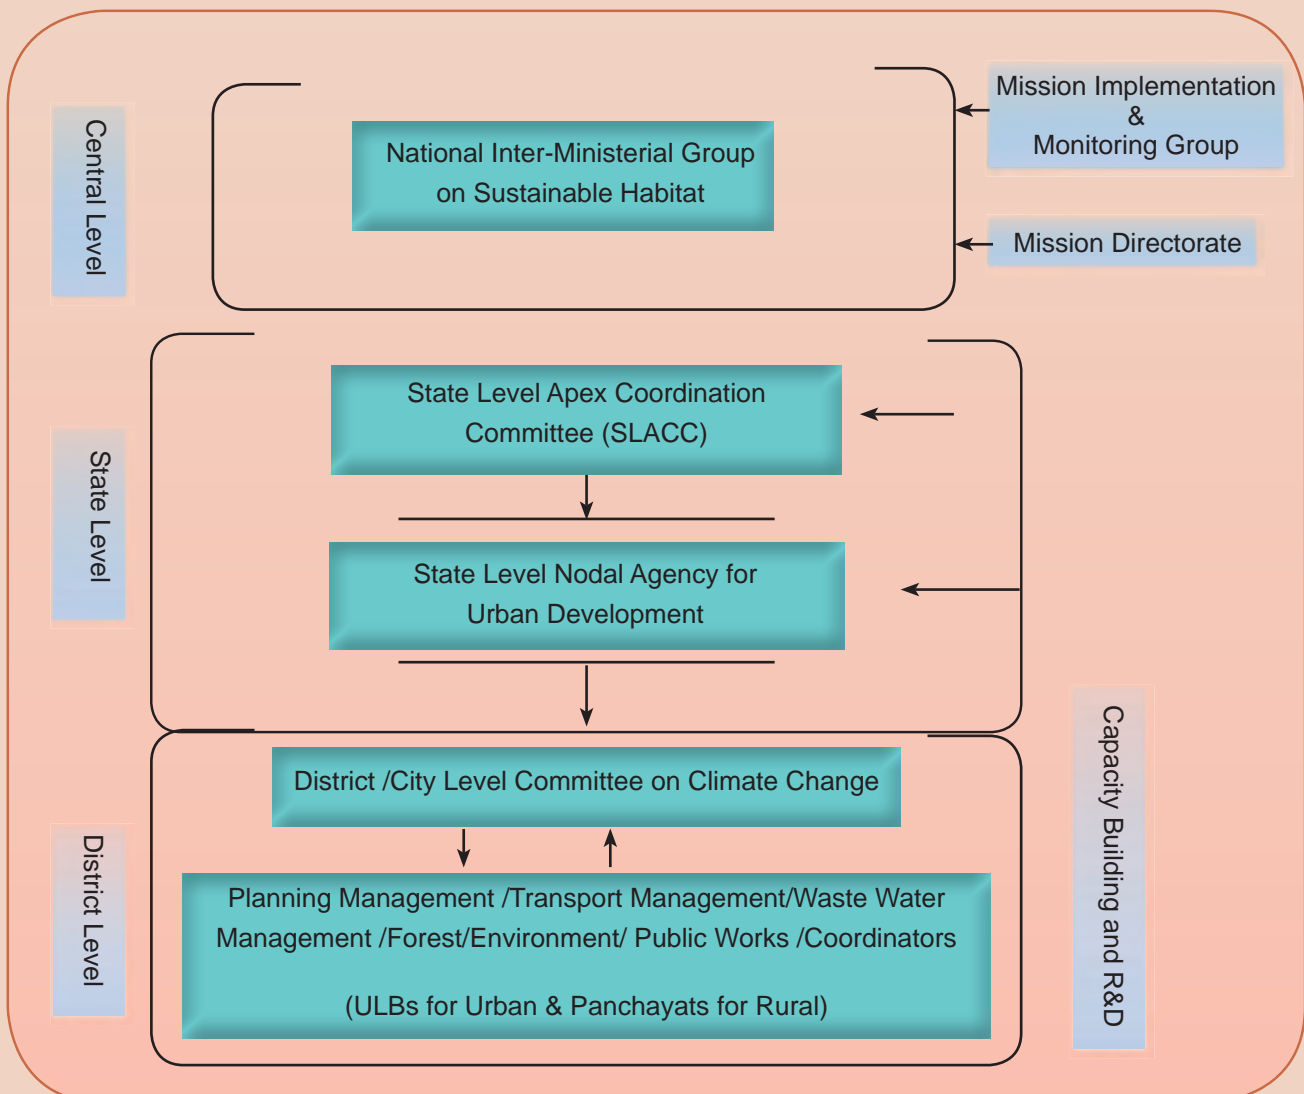 Central Level
National Inter-Ministerial Group
on Sustainable Habitat
Mission Implementation
&
Monitoring Group
Mission Directorate
State Level
State Level Apex Coordination
Committee (SLACC)
State Level Nodal Agency for
Urban Development
District Level
District /City Level Committee on Climate Change
Planning Management /Transport Management/Waste Water
Management /Forest/Environment/ Public Works /Coordinators
(ULBs for Urban & Panchayats for Rural)
Capacity Building and R&D